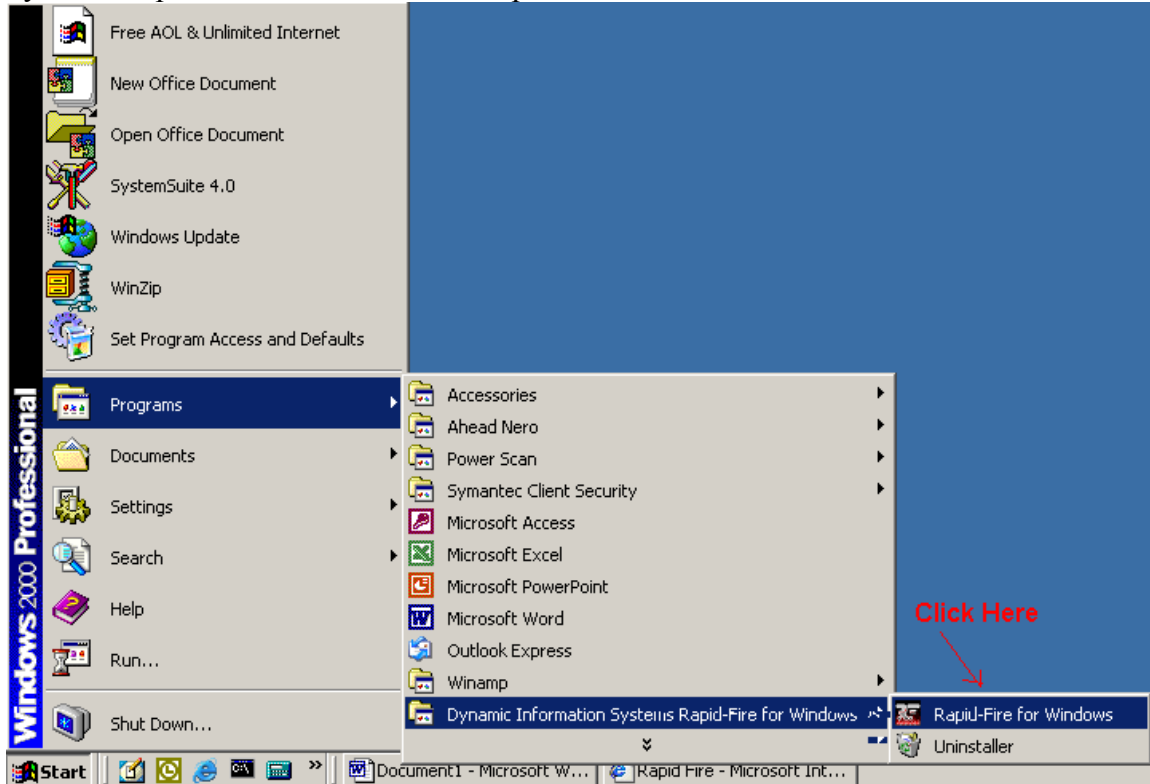 Free AOL & Unlimited Internet
New Office Document
Open Office Document
SystemSuite 4.0
Windows Update
WinZip
Set Program Access and Defaults
Windows 2000 Professional
Programs
Documents
Settings
Search
Help
Run...
Shut Down...
Accessories
Ahead Nero
Power Scan
Symantec Client Security
Microsoft Access
Microsoft Excel
Microsoft PowerPoint
Microsoft Word
Outlook Express
Winamp
Dynamic Information Systems Rapid-Fire for Windows
Click Here
Rapid-Fire for Windows
Uninstaller
Start
Document1 - Microsoft W...
Rapid Fire - Microsoft Int...